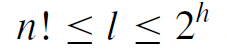 n! ≤ l ≤ 2^h